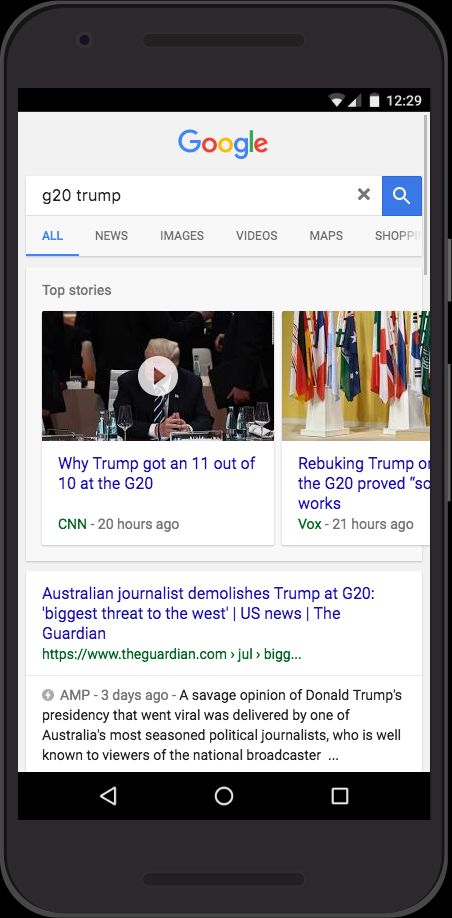 12:29
Google
g20 trump
ALL NEWS IMAGES VIDEOS MAPS
Top stories
Why Trump got an 11 out of
10 at the G20
CNN - 20 hours ago
Rebuking Trump
the G20 proved
works
Vox - 21 hours ago
Australian journalist demolishes Trump at G20:
'biggest threat to the west' | US news | The
Guardian
https://www.theguardian.com › jul › bigg...
AMP - 3 days ago - A savage opinion of Donald Trump's
presidency that went viral was delivered by one of
Australia's most seasoned political journalists, who is well
known to viewers of the national broadcaster ...